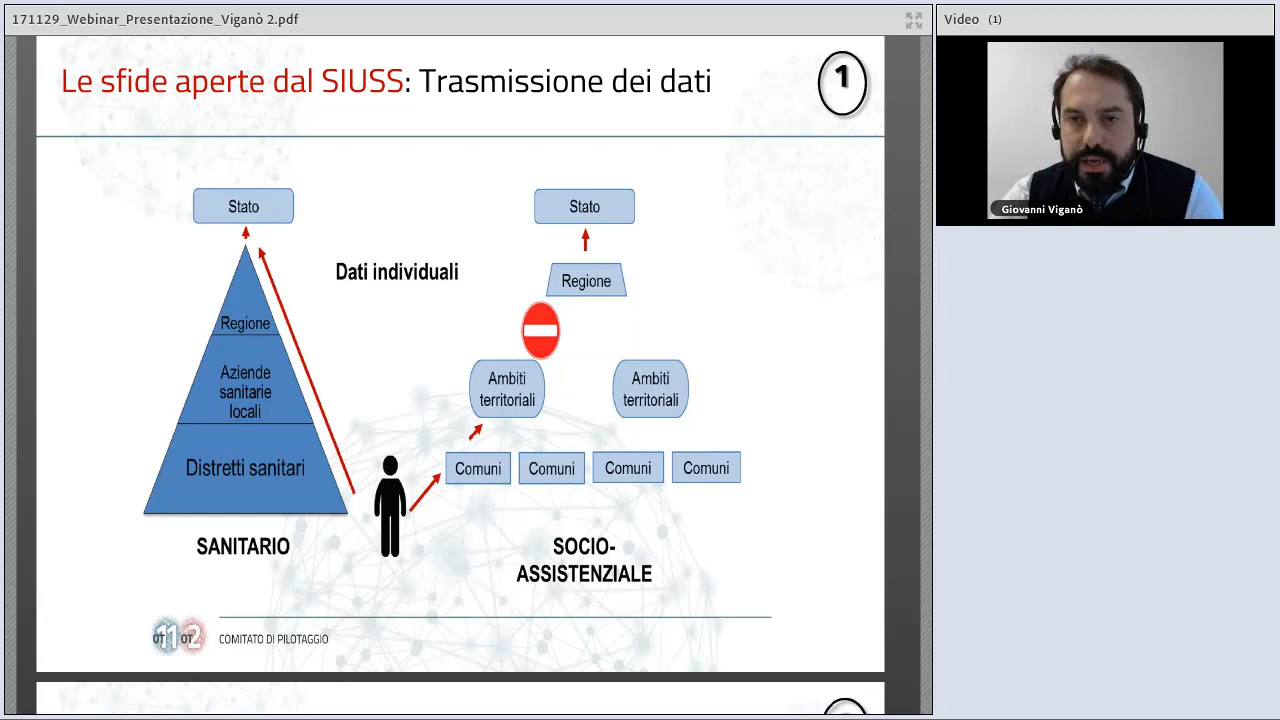 171129_Webinar_Presentazione_Viganò 2.pdf
Video (1)
Le sfide aperte dal SIUSS: Trasmissione dei dati
1
Giovanni Viganò
Stato
Stato
Dati individuali
Regione
Regione
Aziende
sanitarie
locali
Ambiti
territoriali
Ambiti
territoriali
Distretti sanitari
Comuni
Comuni
Comuni
Comuni
SANITARIO
SOCIO-
ASSISTENZIALE
OT11 OT2
COMITATO DI PILOTAGGIO